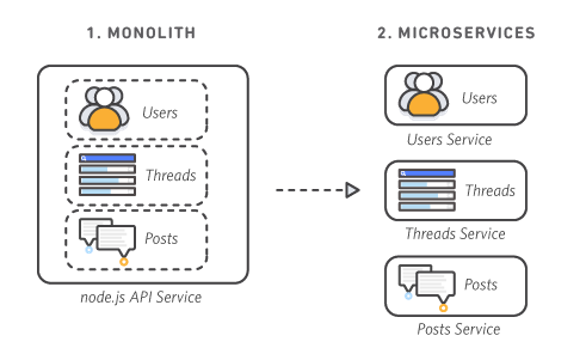 1. MONOLITH
Users
Threads
Posts
node.js API Service
2. MICROSERVICES
Users
Users Service
Threads
Threads Service
Posts
Posts Service